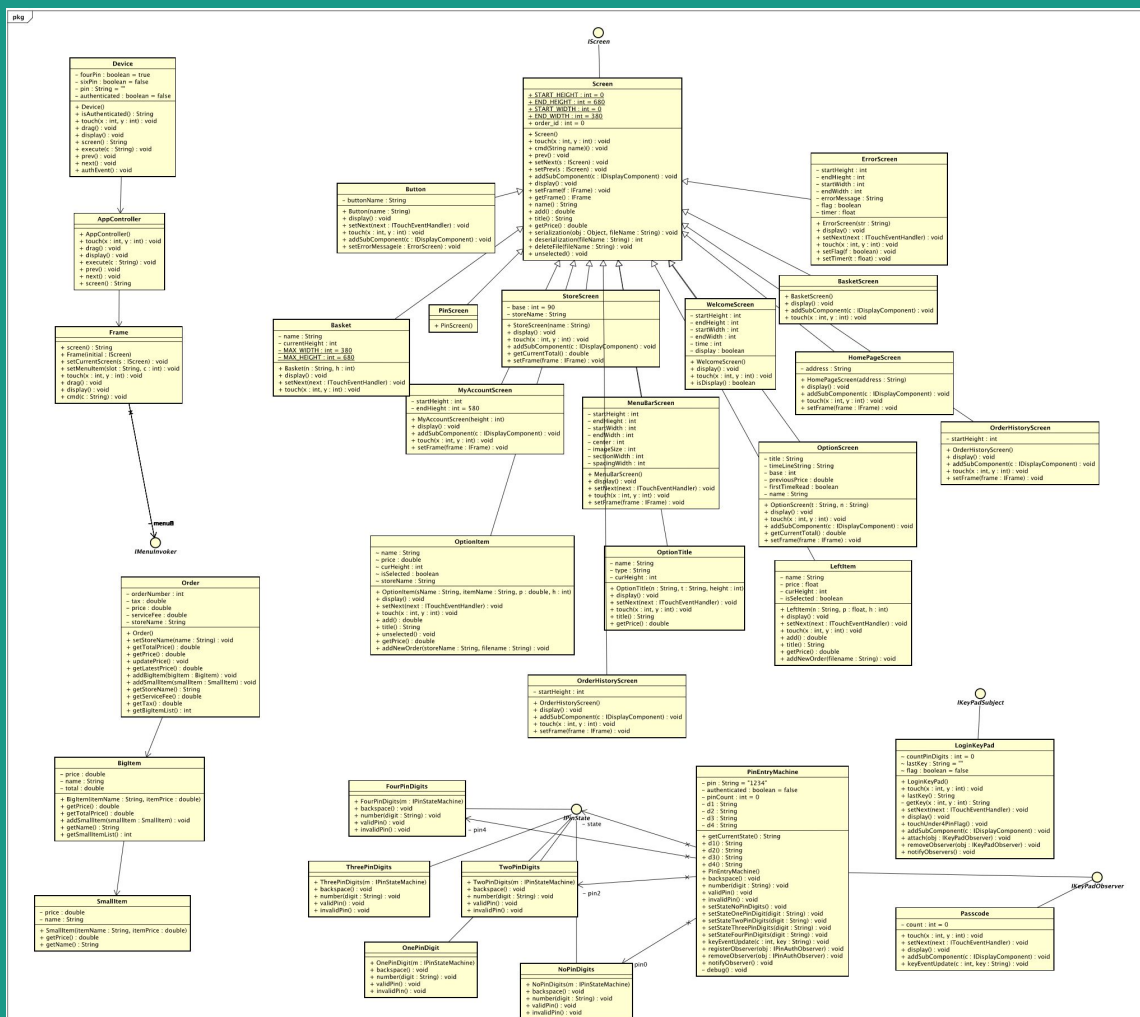 pkg
IScreen
Device
- fourPin : boolean = true
- sixPin : boolean = false
- pin : String = ""
- authenticated : boolean = false
+ Device()
+ isAuthenticated() : String
+ touch(x : int, y : int) : void
+ drag() : void
+ display() : void
+ screen() : String
+ execute(c : String) : void
+ prev() : void
+ next() : void
+ authEvent() : void
AppController
+ AppController()
+ touch(x : int, y : int) : void
+ drag() : void
+ display() : void
+ execute(c : String) : void
+ prev() : void
+ next() : void
+ screen() : String
Frame
+ screen() : String
+ Frame(initial : IScreen)
+ setCurrentScreen(s : IScreen) : void
+ setMenuItem(slot : String, c : int) : void
+ touch(x : int, y : int) : void
+ drag() : void
+ display() : void
+ cmd(c : String) : void
IMenuInvoker
Order
- orderNumber : int
- tax : double
- price : double
- serviceFee : double
- storeName : String
+ Order()
+ setStoreName(name : String) : void
+ getTotalPrice() : double
+ getPrice() : double
+ updatePrice() : void
+ getLatestPrice() : double
+ addBigItem(bigItem : BigItem) : void
+ addSmallItem(smallItem : SmallItem) : void
+ getStoreName() : String
+ getServiceFee() : double
+ getTax() : double
+ getBigItemList() : int
BigItem
- price : double
- name : String
- total : double
+ BigItem(itemName : String, itemPrice : double)
+ getPrice() : double
+ getTotalPrice() : double
+ addSmallItem(smallItem : SmallItem) : void
+ getName() : String
+ getSmallItemList() : int
SmallItem
- price : double
- name : String
+ SmallItem(itemName : String, itemPrice : double)
+ getPrice() : double
+ getName() : String
Screen
+ START_HEIGHT : int = 0
+ END_HEIGHT : int = 680
+ START_WIDTH : int = 0
+ END_WIDTH : int = 380
+ order_id : int = 0
+ Screen()
+ touch(x : int, y : int) : void
+ cmd(String name)() : void
+ prev() : void
+ setNext(s : IScreen) : void
+ setPrev(s : IScreen) : void
+ addSubComponent(c : IDisplayComponent) : void
+ display() : void
+ setFrame(f : IFrame) : void
+ getFrame() : IFrame
+ name() : String
+ add() : double
+ title() : String
+ getPrice() : double
+ serialization(obj : Object, fileName : String) : void
+ deserialization(fileName : String) : int
+ deleteFile(fileName : String) : void
+ unselected() : void
Button
- buttonName : String
+ Button(name : String)
+ display() : void
+ setNext(next : ITouchEventHandler) : void
+ touch(x : int, y : int) : void
+ addSubComponent(c : IDisplayComponent) : void
+ setErrorMessage(e : ErrorScreen) : void
ErrorScreen
- startHeight : int
- endHieght : int
- startWidth : int
- endWidth : int
- errorMessage : String
- flag : boolean
- timer : float
+ ErrorScreen(str : String)
+ display() : void
+ setNext(next : ITouchEventHandler) : void
+ touch(x : int, y : int) : void
+ setFlag(f : boolean) : void
+ setTimer(t : float) : void
Basket
- name : String
- currentHeight : int
- MAX_WIDTH : int = 380
- MAX_HEIGHT : int = 680
+ Basket(n : String, h : int)
+ display() : void
+ setNext(next : ITouchEventHandler) : void
+ touch(x : int, y : int) : void
PinScreen
+ PinScreen()
StoreScreen
- base : int = 90
- storeName : String
+ StoreScreen(name : String)
+ display() : void
+ touch(x : int, y : int) : void
+ addSubComponent(c : IDisplayComponent) : void
+ getCurrentTotal() : double
+ setFrame(frame : IFrame) : void
WelcomeScreen
- startHeight : int
- endHeight : int
- startWidth : int
- endWidth : int
- time : int
- display : boolean
+ WelcomeScreen()
+ display() : void
+ touch(x : int, y : int) : void
+ isDisplay() : boolean
BasketScreen
+ BasketScreen()
+ display() : void
+ addSubComponent(c : IDisplayComponent) : void
+ touch(x : int, y : int) : void
HomePageScreen
- address : String
+ HomePageScreen(address : String)
+ display() : void
+ addSubComponent(c : IDisplayComponent) : void
+ touch(x : int, y : int) : void
+ setFrame(frame : IFrame) : void
MyAccountScreen
- startHeight : int
- endHieght : int = 580
+ MyAccountScreen(height : int)
+ display() : void
+ addSubComponent(c : IDisplayComponent) : void
+ touch(x : int, y : int) : void
+ setFrame(frame : IFrame) : void
MenuBarScreen
- startHeight : int
- endHieght : int
- startWidth : int
- endWidth : int
- center : int
- imageSize : int
- sectionWidth : int
- spacingWidth : int
+ MenuBarScreen()
+ display() : void
+ setNext(next : ITouchEventHandler) : void
+ touch(x : int, y : int) : void
+ setFrame(frame : IFrame) : void
OptionScreen
- title : String
- timeLineString : String
- base : int
- previousPrice : double
- firstTimeRead : boolean
- name : String
+ OptionScreen(t : String, n : String)
+ display() : void
+ touch(x : int, y : int) : void
+ addSubComponent(c : IDisplayComponent) : void
+ getCurrentTotal() : double
+ setFrame(frame : IFrame) : void
OrderHistoryScreen
- startHeight : int
+ OrderHistoryScreen()
+ display() : void
+ addSubComponent(c : IDisplayComponent) : void
+ touch(x : int, y : int) : void
+ setFrame(frame : IFrame) : void
OptionItem
~ name : String
~ price : double
~ curHeight : int
~ isSelected : boolean
~ storeName : String
+ OptionItem(sName : String, itemName : String, p : double, h : int)
+ display() : void
+ setNext(next : ITouchEventHandler) : void
+ touch(x : int, y : int) : void
+ add() : double
+ title() : String
+ unselected() : void
+ getPrice() : double
+ addNewOrder(storeName : String, filename : String) : void
OptionTitle
- name : String
- type : String
- curHeight : int
+ OptionTitle(n : String, t : String, height : int)
+ display() : void
+ setNext(next : ITouchEventHandler) : void
+ touch(x : int, y : int) : void
+ title() : String
+ getPrice() : double
LeftItem
~ name : String
~ price : float
~ curHeight : int
~ isSelected : boolean
+ LeftItem(n : String, p : float, h : int)
+ display() : void
+ setNext(next : ITouchEventHandler) : void
+ touch(x : int, y : int) : void
+ add() : double
+ title() : String
+ getPrice() : double
+ addNewOrder(filename : String) : void
OrderHistoryScreen
- startHeight : int
+ OrderHistoryScreen()
+ display() : void
+ addSubComponent(c : IDisplayComponent) : void
+ touch(x : int, y : int) : void
+ setFrame(frame : IFrame) : void
IKeyPadSubject
LoginKeyPad
- countPinDigits : int = 0
~ lastKey : String = ""
~ flag : boolean = false
+ LoginKeyPad()
+ touch(x : int, y : int) : void
+ lastKey() : String
- getKey(x : int, y : int) : String
+ setNext(next : ITouchEventHandler) : void
+ display() : void
+ touchUnder4PinFlag() : void
+ addSubComponent(c : IDisplayComponent) : void
+ attach(obj : IKeyPadObserver) : void
+ removeObserver(obj : IKeyPadObserver) : void
+ notifyObservers() : void
IKeyPadObserver
Passcode
- count : int = 0
+ touch(x : int, y : int) : void
+ setNext(next : ITouchEventHandler) : void
+ display() : void
+ addSubComponent(c : IDisplayComponent) : void
+ keyEventUpdate(c : int, key : String) : void
PinEntryMachine
- pin : String = "1234"
- authenticated : boolean = false
- pinCount : int = 0
- d1 : String
- d2 : String
- d3 : String
- d4 : String
+ getCurrentState() : String
+ d1() : String
+ d2() : String
+ d3() : String
+ d4() : String
+ PinEntryMachine()
+ backspace() : void
+ number(digit : String) : void
+ validPin() : void
+ invalidPin() : void
+ setStateNoPinDigits() : void
+ setStateOnePinDigit(digit : String) : void
+ setStateTwoPinDigits(digit : String) : void
+ setStateThreePinDigits(digit : String) : void
+ setStateFourPinDigits(digit : String) : void
+ keyEventUpdate(c : int, key : String) : void
+ registerObserver(obj : IPinAuthObserver) : void
+ removeObserver(obj : IPinAuthObserver) : void
+ notifyObserver() : void
- debug() : void
FourPinDigits
+ FourPinDigits(m : IPinStateMachine)
+ backspace() : void
+ number(digit : String) : void
+ validPin() : void
+ invalidPin() : void
IPinState
- state
- pin4
ThreePinDigits
+ ThreePinDigits(m : IPinStateMachine)
+ backspace() : void
+ number(digit : String) : void
+ validPin() : void
+ invalidPin() : void
TwoPinDigits
+ TwoPinDigits(m : IPinStateMachine)
+ backspace() : void
+ number(digit : String) : void
+ validPin() : void
+ invalidPin() : void
- pin2
OnePinDigit
+ OnePinDigit(m : IPinStateMachine)
+ backspace() : void
+ number(digit : String) : void
+ validPin() : void
+ invalidPin() : void
- pin0
NoPinDigits
+ NoPinDigits(m : IPinStateMachine)
+ backspace() : void
+ number(digit : String) : void
+ validPin() : void
+ invalidPin() : void